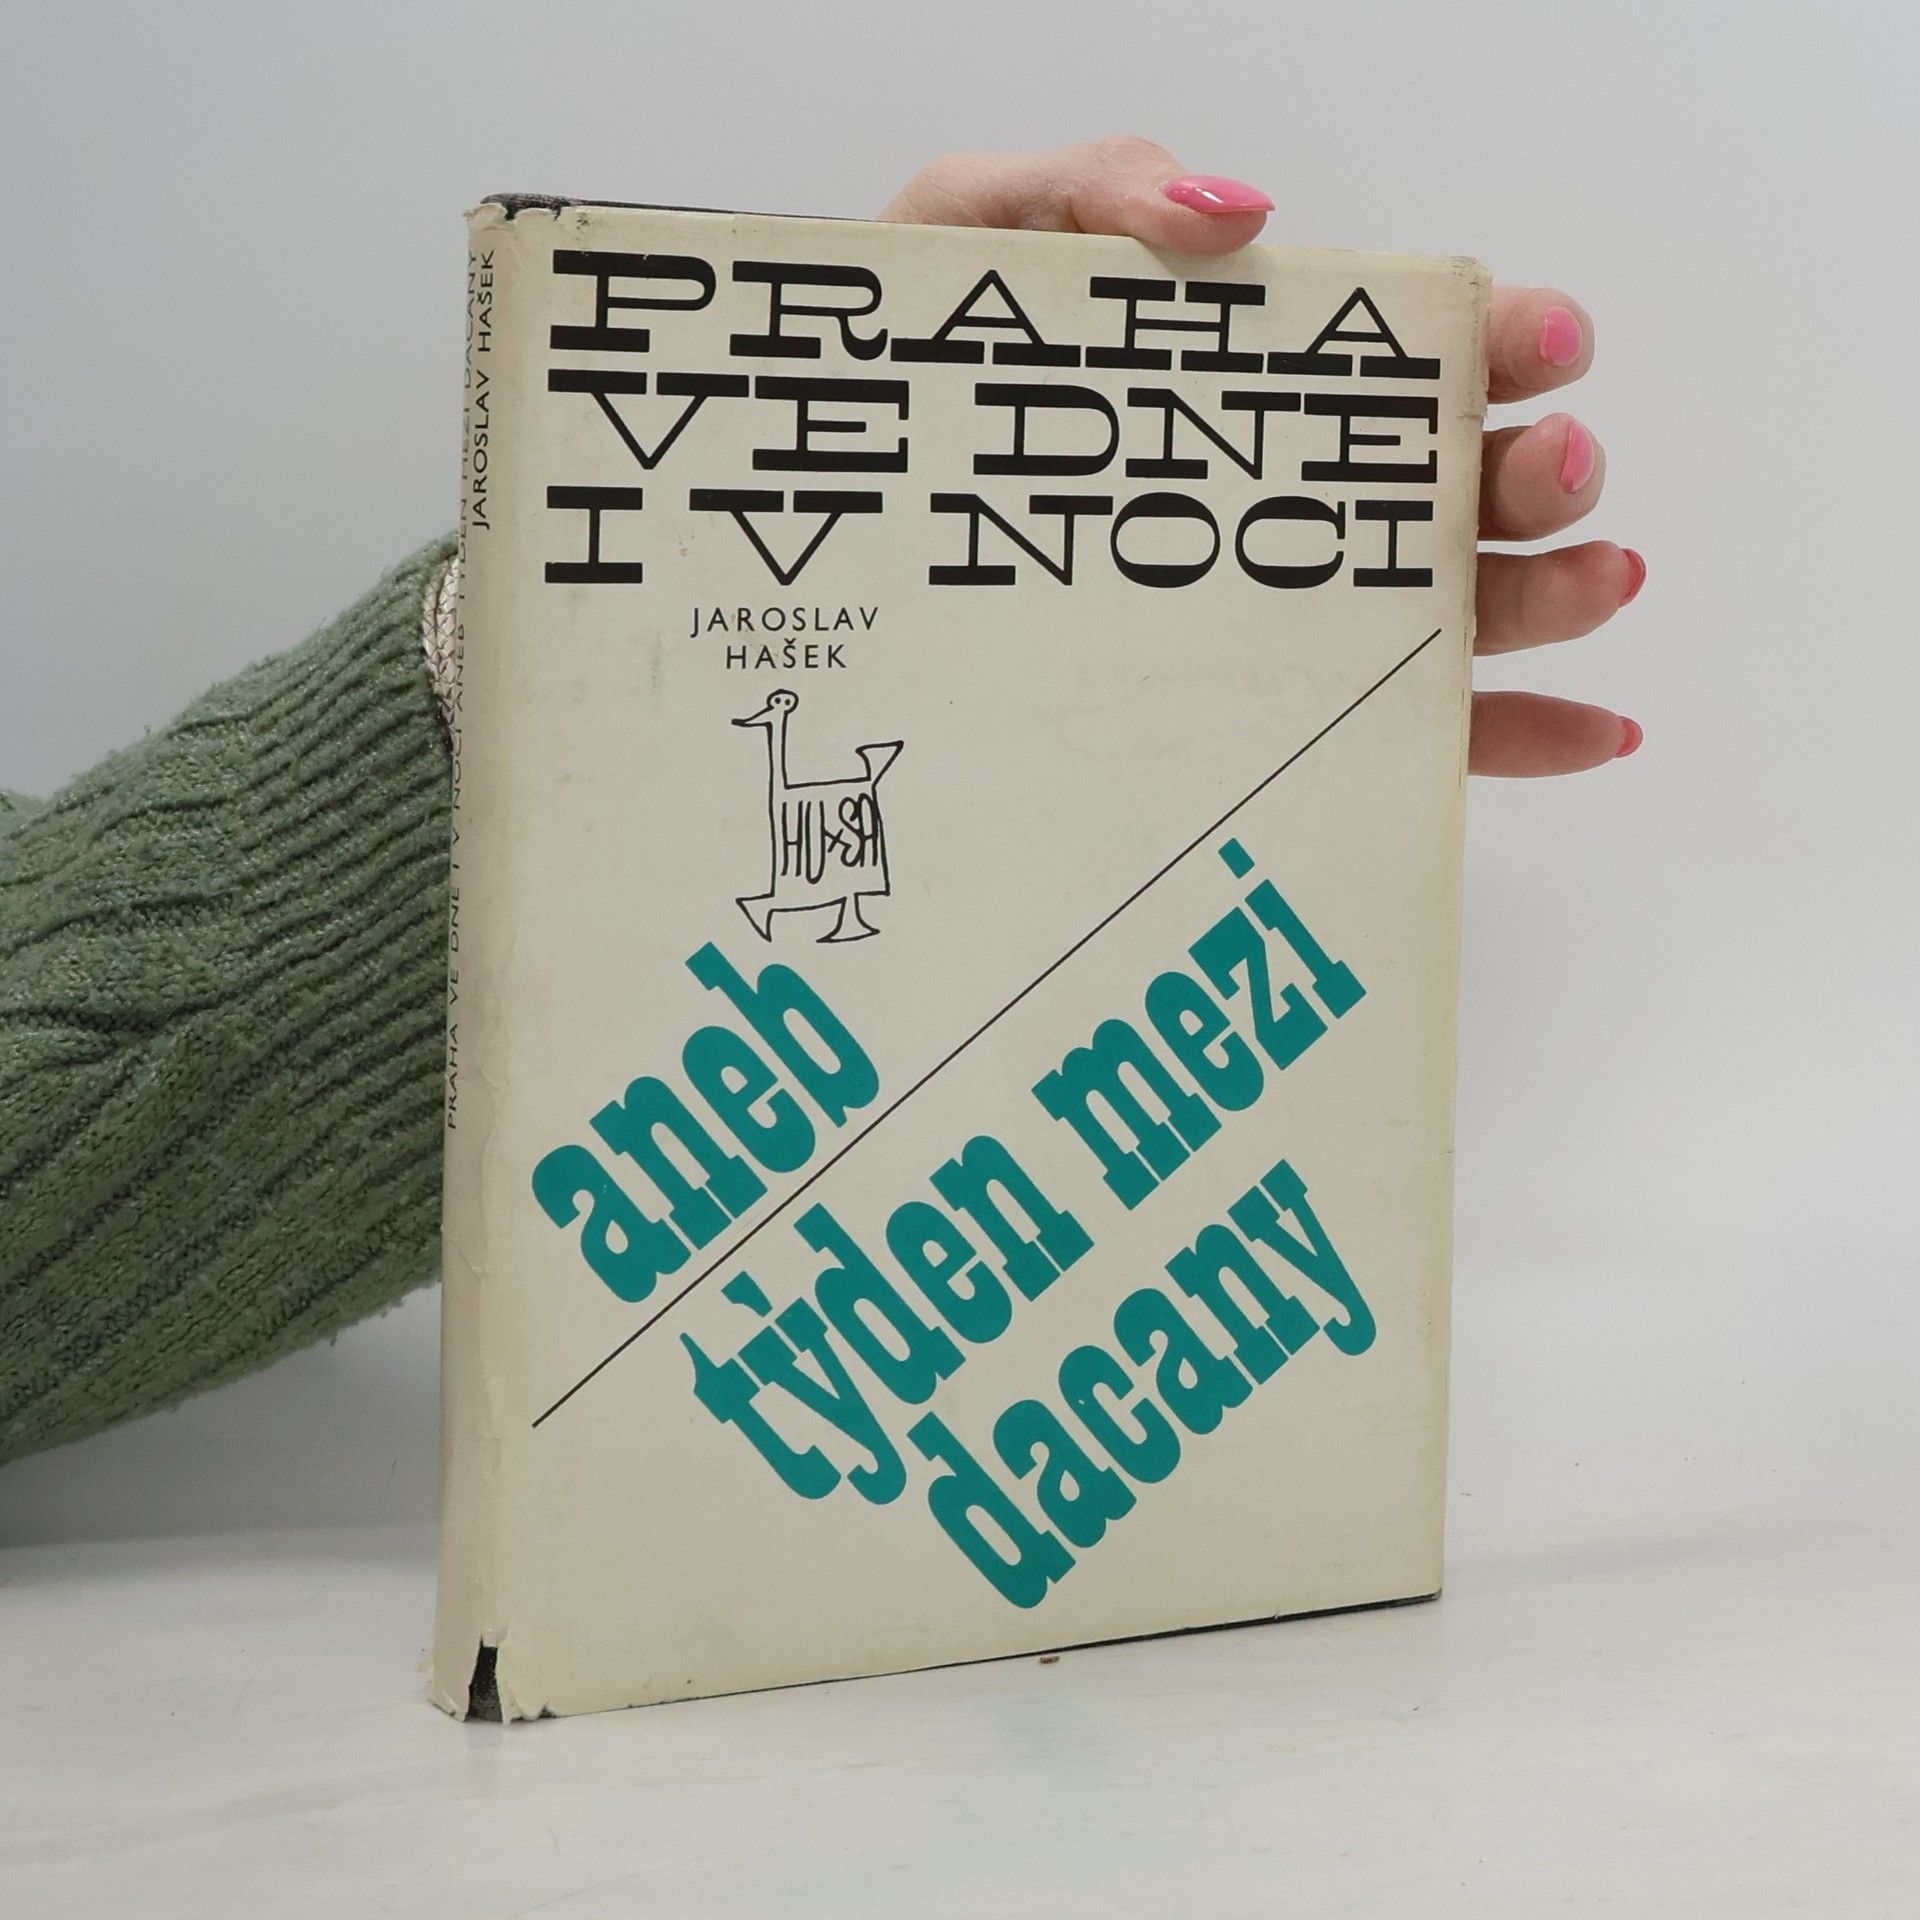 PRAHA
VE DNE
I V NOCI
JAROSLAV
HAŠEK
HU+SA
aneb
týden mezi
dacany
PRAHA VE DNE I V NOCI ANEB TÝDEN MEZI DACANY
JAROSLAV HAŠEK